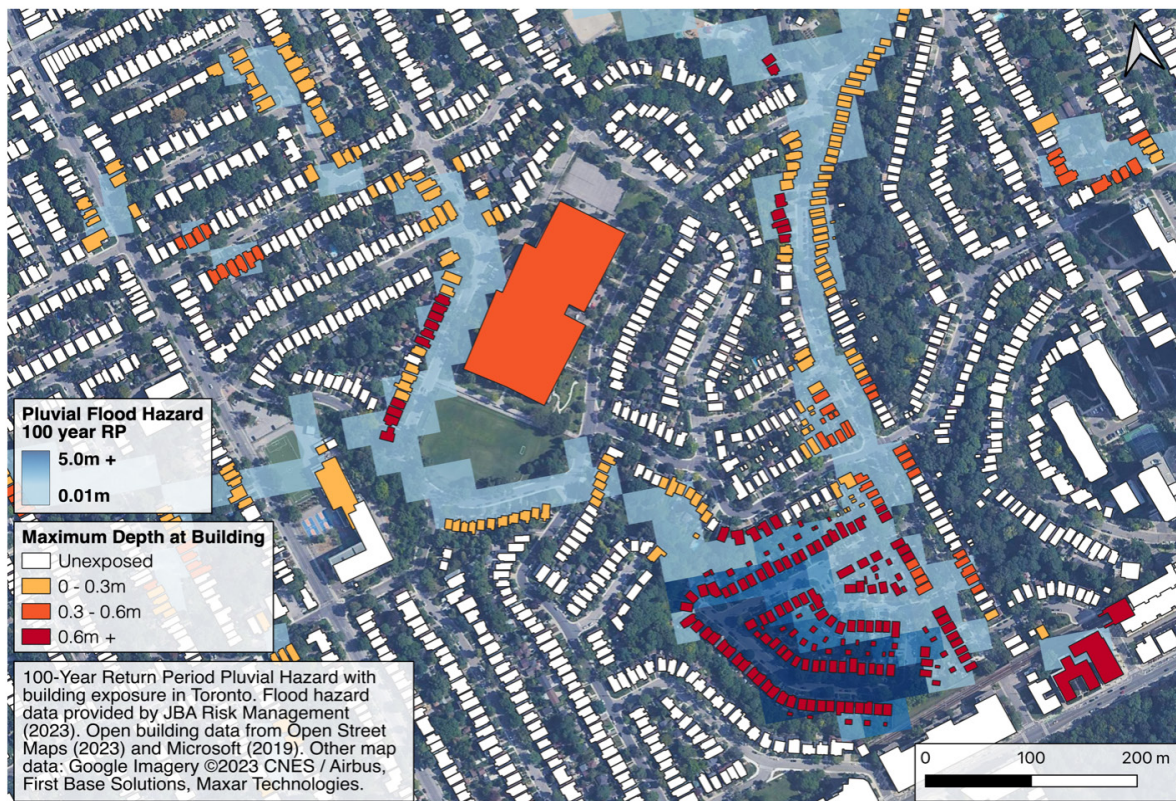 Pluvial Flood Hazard
100 year RP
5.0m +
0.01m
Maximum Depth at Building
Unexposed
0 - 0.3m
0.3 - 0.6m
0.6m +
100-Year Return Period Pluvial Hazard with
building exposure in Toronto. Flood hazard
data provided by JBA Risk Management
(2023). Open building data from Open Street
Maps (2023) and Microsoft (2019). Other map
data: Google Imagery ©2023 CNES / Airbus,
First Base Solutions, Maxar Technologies.
0 100 200 m